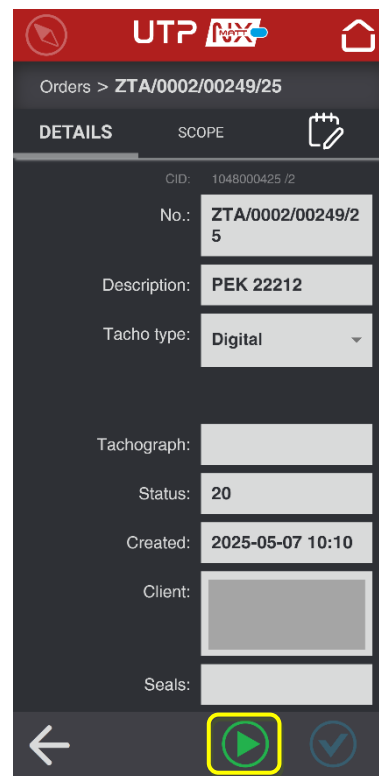 UTP NX MATT
Orders > ZTA/0002/00249/25
DETAILS SCOPE
CID: 1048000425 /2
No.: ZTA/0002/00249/2
5
Description: PEK 22212
Tacho type: Digital
Tachograph:
Status: 20
Created: 2025-05-07 10:10
Client:
Seals: